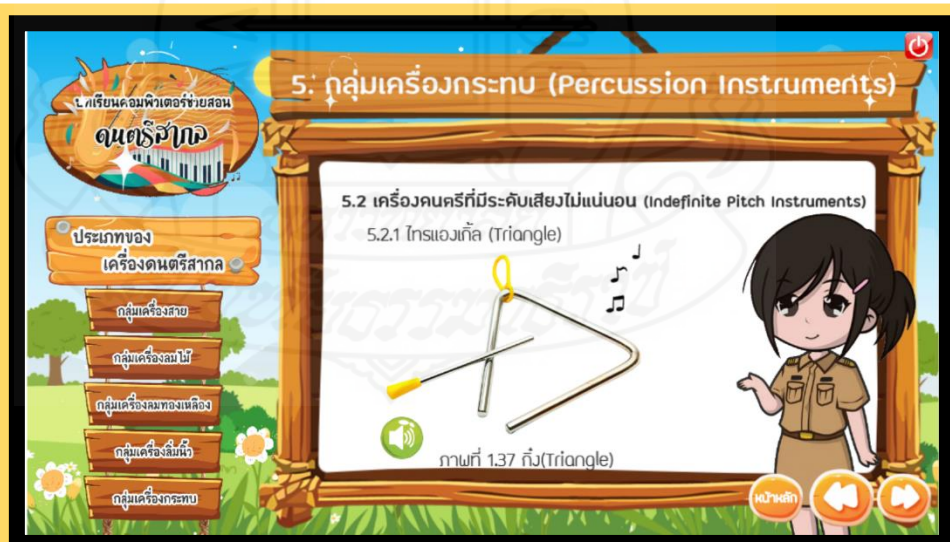 บทเรียนคอมพิวเตอร์ช่วยสอน
ดนตรีสากล
5. กลุ่มเครื่องกระทบ (Percussion Instruments)
ประเภทของ
เครื่องดนตรีสากล
กลุ่มเครื่องสาย
กลุ่มเครื่องลมไม้
กลุ่มเครื่องลมทองเหลือง
กลุ่มเครื่องลิ่มนิ้ว
กลุ่มเครื่องกระทบ
5.2 เครื่องดนตรีที่มีระดับเสียงไม่แน่นอน (Indefinite Pitch Instruments)
5.2.1 ไทรแองเกิ้ล (Triangle)
ภาพที่ 1.37 กิ่ง(Triangle)
หน้าหลัก